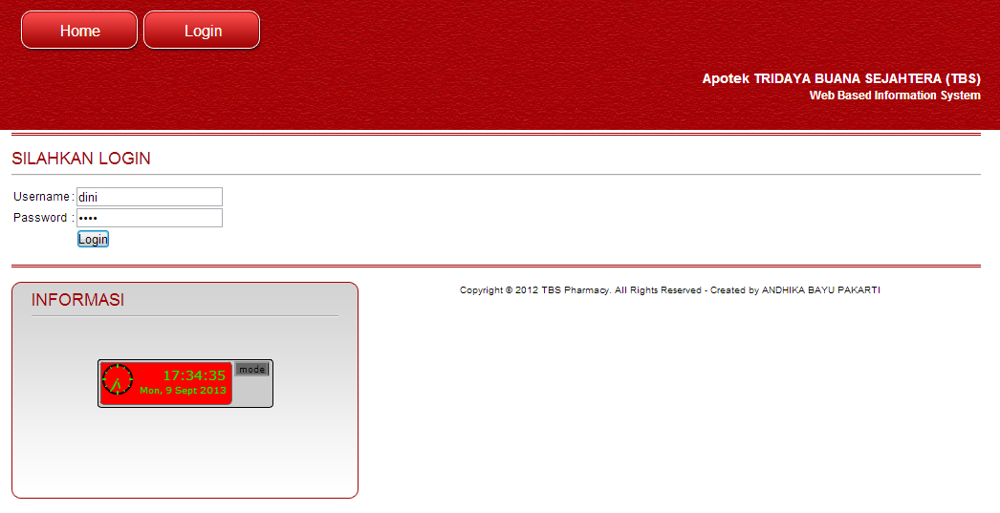 Home Login
Apotek TRIDAYA BUANA SEJAHTERA (TBS)
Web Based Information System
SILAHKAN LOGIN
Username : dini
Password : ••••
Login
INFORMASI
Copyright © 2012 TBS Pharmacy. All Rights Reserved - Created by ANDHIKA BAYU PAKARTI
mode
17:34:35
Mon, 9 Sept 2013